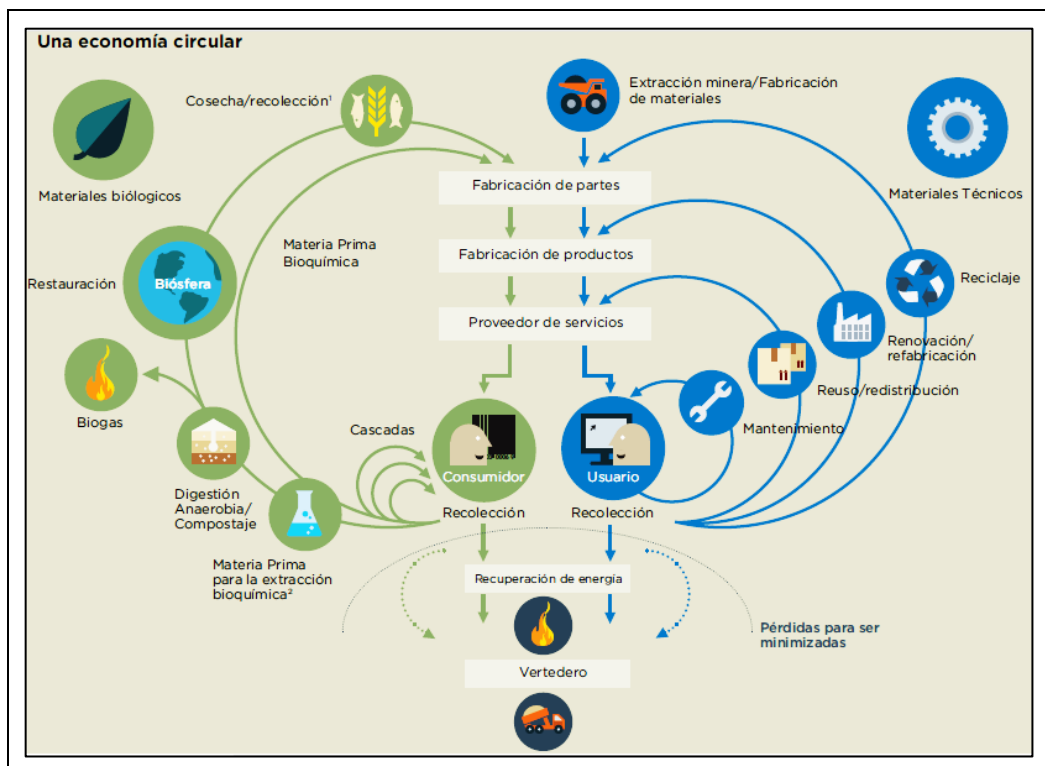 Una economía circular
Cosecha/recolección¹
Extracción minera/Fabricación
de materiales
Materiales biólogicos
Materiales Técnicos
Fabricación de partes
Materia Prima
Bioquímica
Fabricación de productos
Restauración
Biósfera
Reciclaje
Proveedor de servicios
Renovación/
refabricación
Reuso/redistribución
Biogas
Cascadas
Mantenimiento
Consumidor
Usuario
Digestión
Anaerobia/
Compostaje
Recolección
Recolección
Materia Prima
para la extracción
bioquímica²
Recuperación de energía
Pérdidas para ser
minimizadas
Vertedero